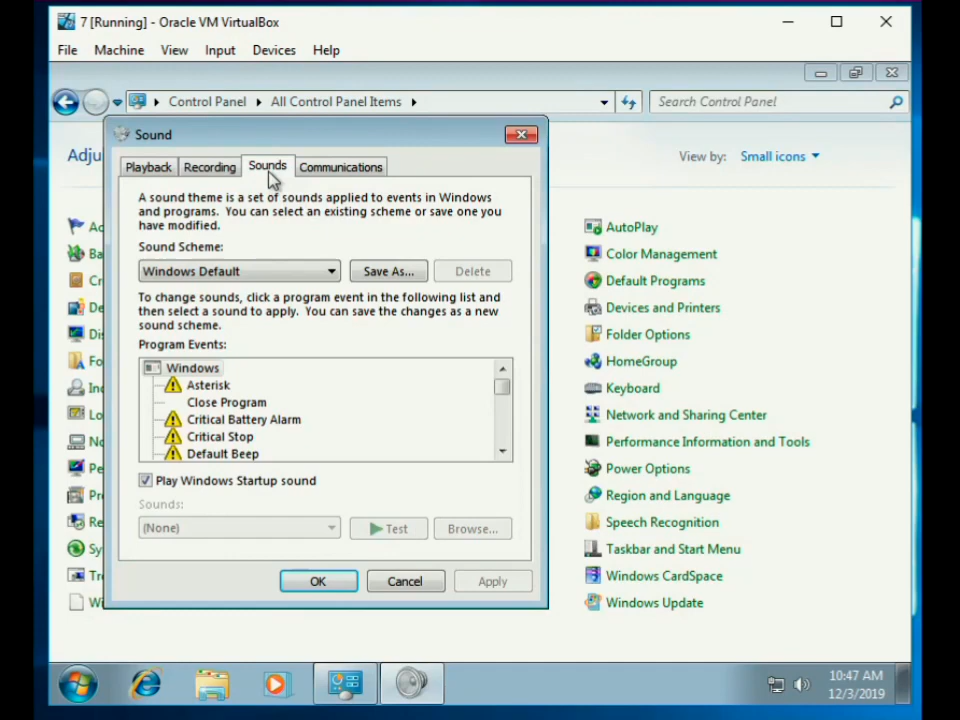 7 [Running] - Oracle VM VirtualBox
File Machine View Input Devices Help
Control Panel All Control Panel Items
Search Control Panel
Sound
View by: Small icons
Playback Recording Sounds Communications
A sound theme is a set of sounds applied to events in Windows
and programs. You can select an existing scheme or save one you
have modified.
Sound Scheme:
Windows Default Save As... Delete
To change sounds, click a program event in the following list and
then select a sound to apply. You can save the changes as a new
sound scheme.
Program Events:
Windows
Asterisk
Close Program
Critical Battery Alarm
Critical Stop
Default Beep
Play Windows Startup sound
Sounds:
(None) Test Browse...
OK Cancel Apply
AutoPlay
Color Management
Default Programs
Devices and Printers
Folder Options
HomeGroup
Keyboard
Network and Sharing Center
Performance Information and Tools
Power Options
Region and Language
Speech Recognition
Taskbar and Start Menu
Windows CardSpace
Windows Update
10:47 AM
12/3/2019